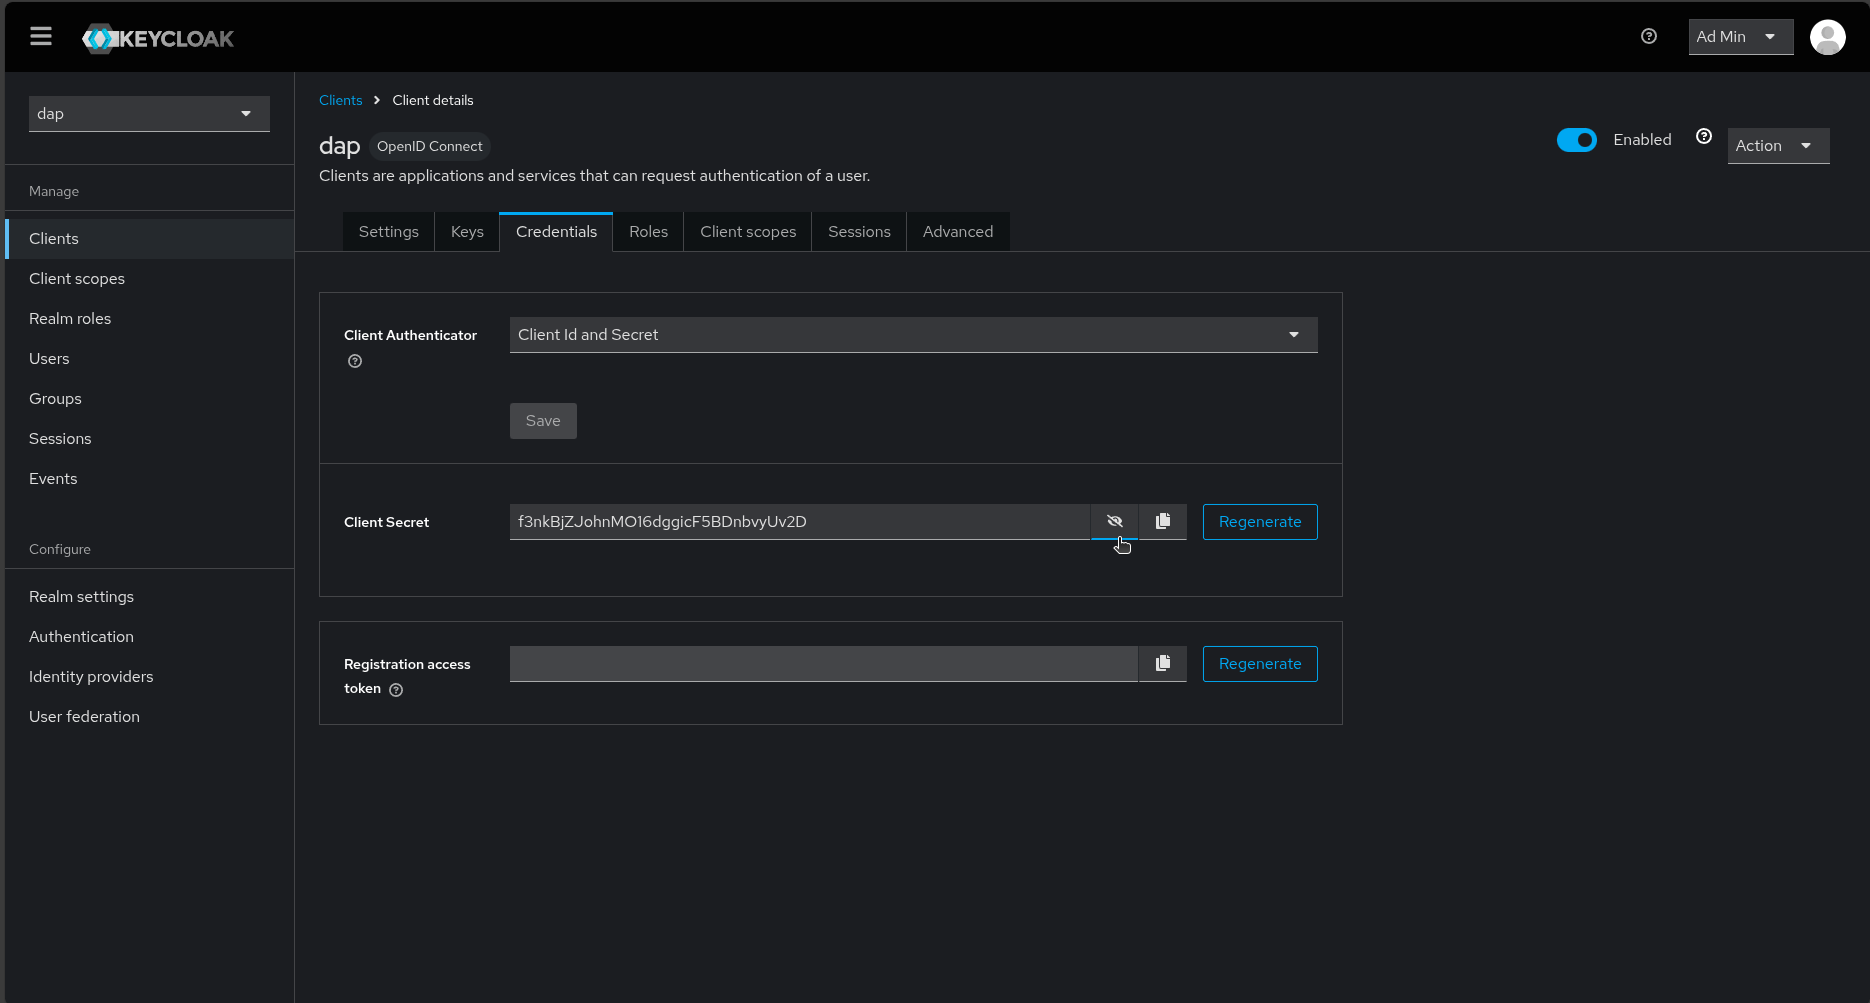 KEYCLOAK
Ad Min
dap
Manage
Clients
Client scopes
Realm roles
Users
Groups
Sessions
Events
Configure
Realm settings
Authentication
Identity providers
User federation
Clients > Client details
dap OpenID Connect
Enabled
Action
Clients are applications and services that can request authentication of a user.
Settings Keys Credentials Roles Client scopes Sessions Advanced
Client Authenticator
Client Id and Secret
Save
Client Secret
f3nkBjZJohnMO16dggicF5BDnbvyUv2D
Regenerate
Registration access
token
Regenerate